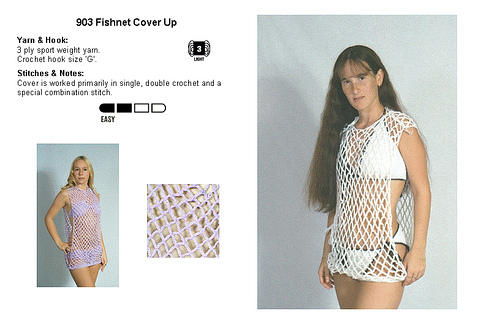 903 Fishnet Cover Up
Yarn & Hook:
3 ply sport weight yarn.
Crochet hook size "G".
3
LIGHT
Stitches & Notes:
Cover is worked primarily in single, double crochet and a
special combination stitch.
EASY